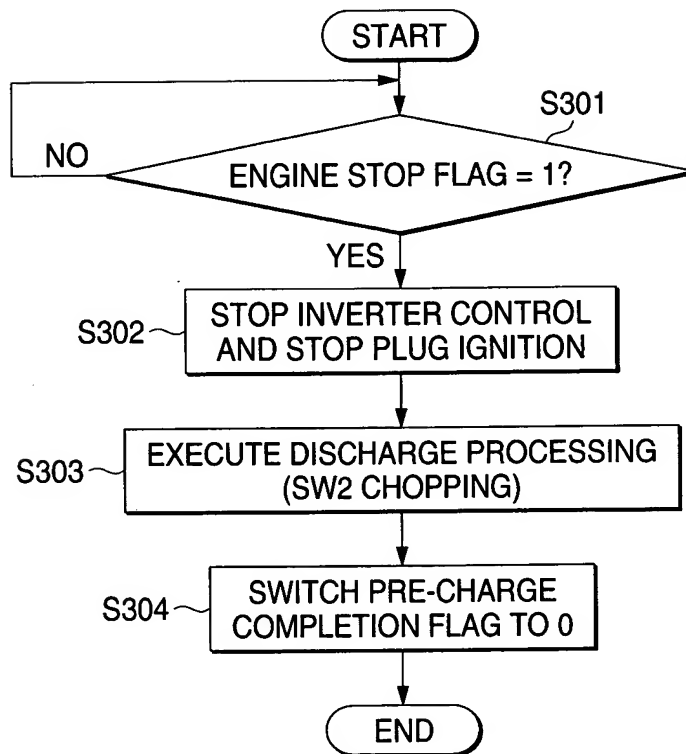 START
S301
NO
ENGINE STOP FLAG = 1?
YES
S302
STOP INVERTER CONTROL
AND STOP PLUG IGNITION
S303
EXECUTE DISCHARGE PROCESSING
(SW2 CHOPPING)
S304
SWITCH PRE-CHARGE
COMPLETION FLAG TO 0
END